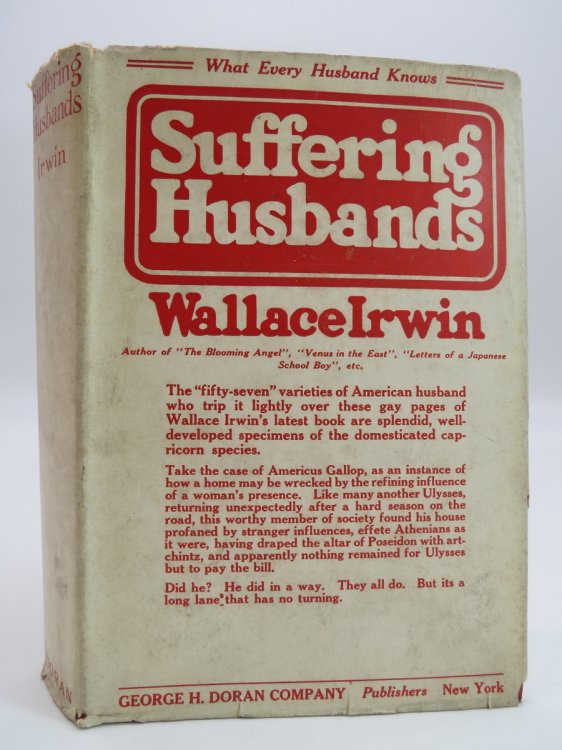 Suffering
Husbands
Irwin
DORAN
What Every Husband Knows
Suffering
Husbands
Wallace Irwin
Author of "The Blooming Angel", "Venus in the East", "Letters of a Japanese
School Boy", etc.
The "fifty-seven" varieties of American husband
who trip it lightly over these gay pages of
Wallace Irwin's latest book are splendid, well-
developed specimens of the domesticated cap-
ricorn species.
Take the case of Americus Gallop, as an instance of
how a home may be wrecked by the refining influence
of a woman's presence. Like many another Ulysses,
returning unexpectedly after a hard season on the
road, this worthy member of society found his house
profaned by stranger influences, effete Athenians as
it were, having draped the altar of Poseidon with art-
chintz, and apparently nothing remained for Ulysses
but to pay the bill.
Did he? He did in a way. They all do. But its a
long lane that has no turning.
GEORGE H. DORAN COMPANY Publishers New York